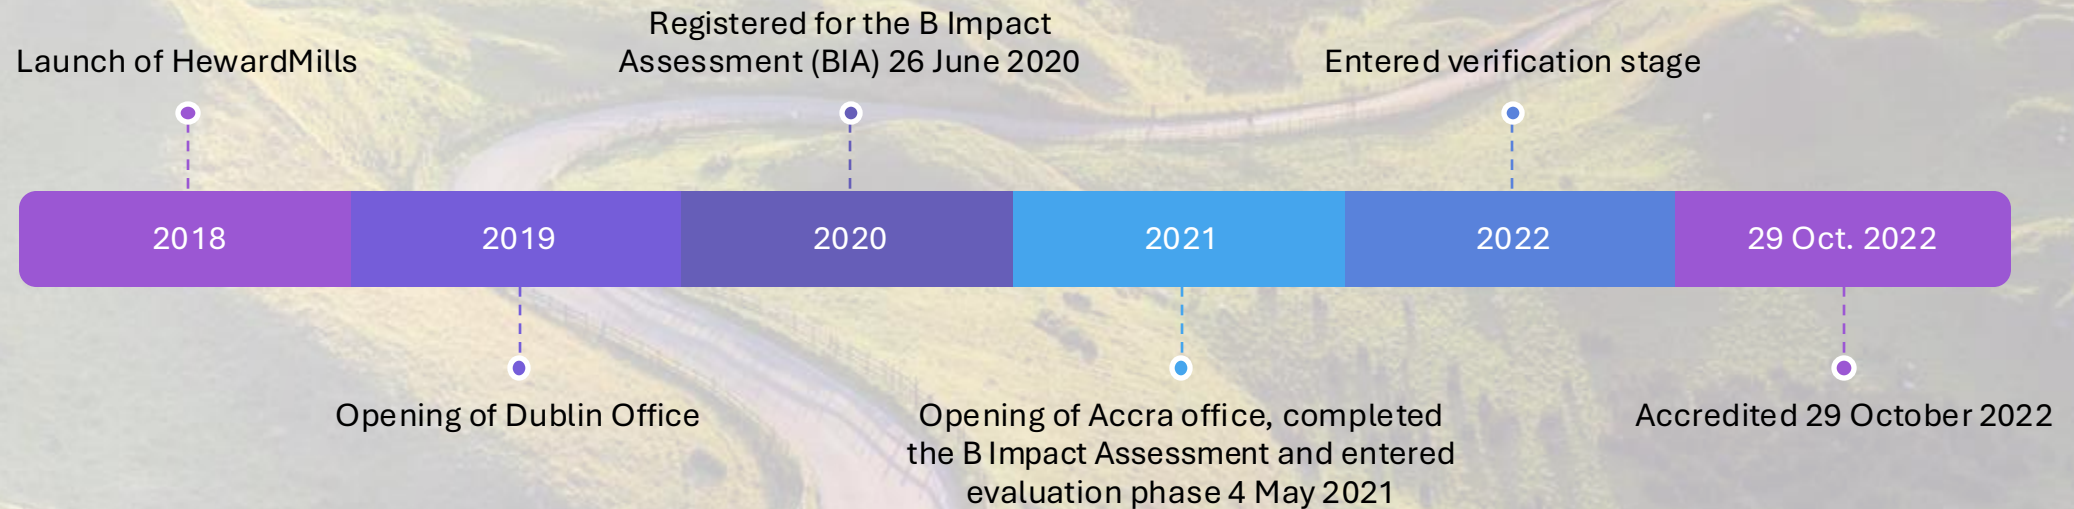 Launch of HewardMills
Registered for the B Impact
Assessment (BIA) 26 June 2020
Entered verification stage
2018
2019
2020
2021
2022
29 Oct. 2022
Opening of Dublin Office
Opening of Accra office, completed
the B Impact Assessment and entered
evaluation phase 4 May 2021
Accredited 29 October 2022